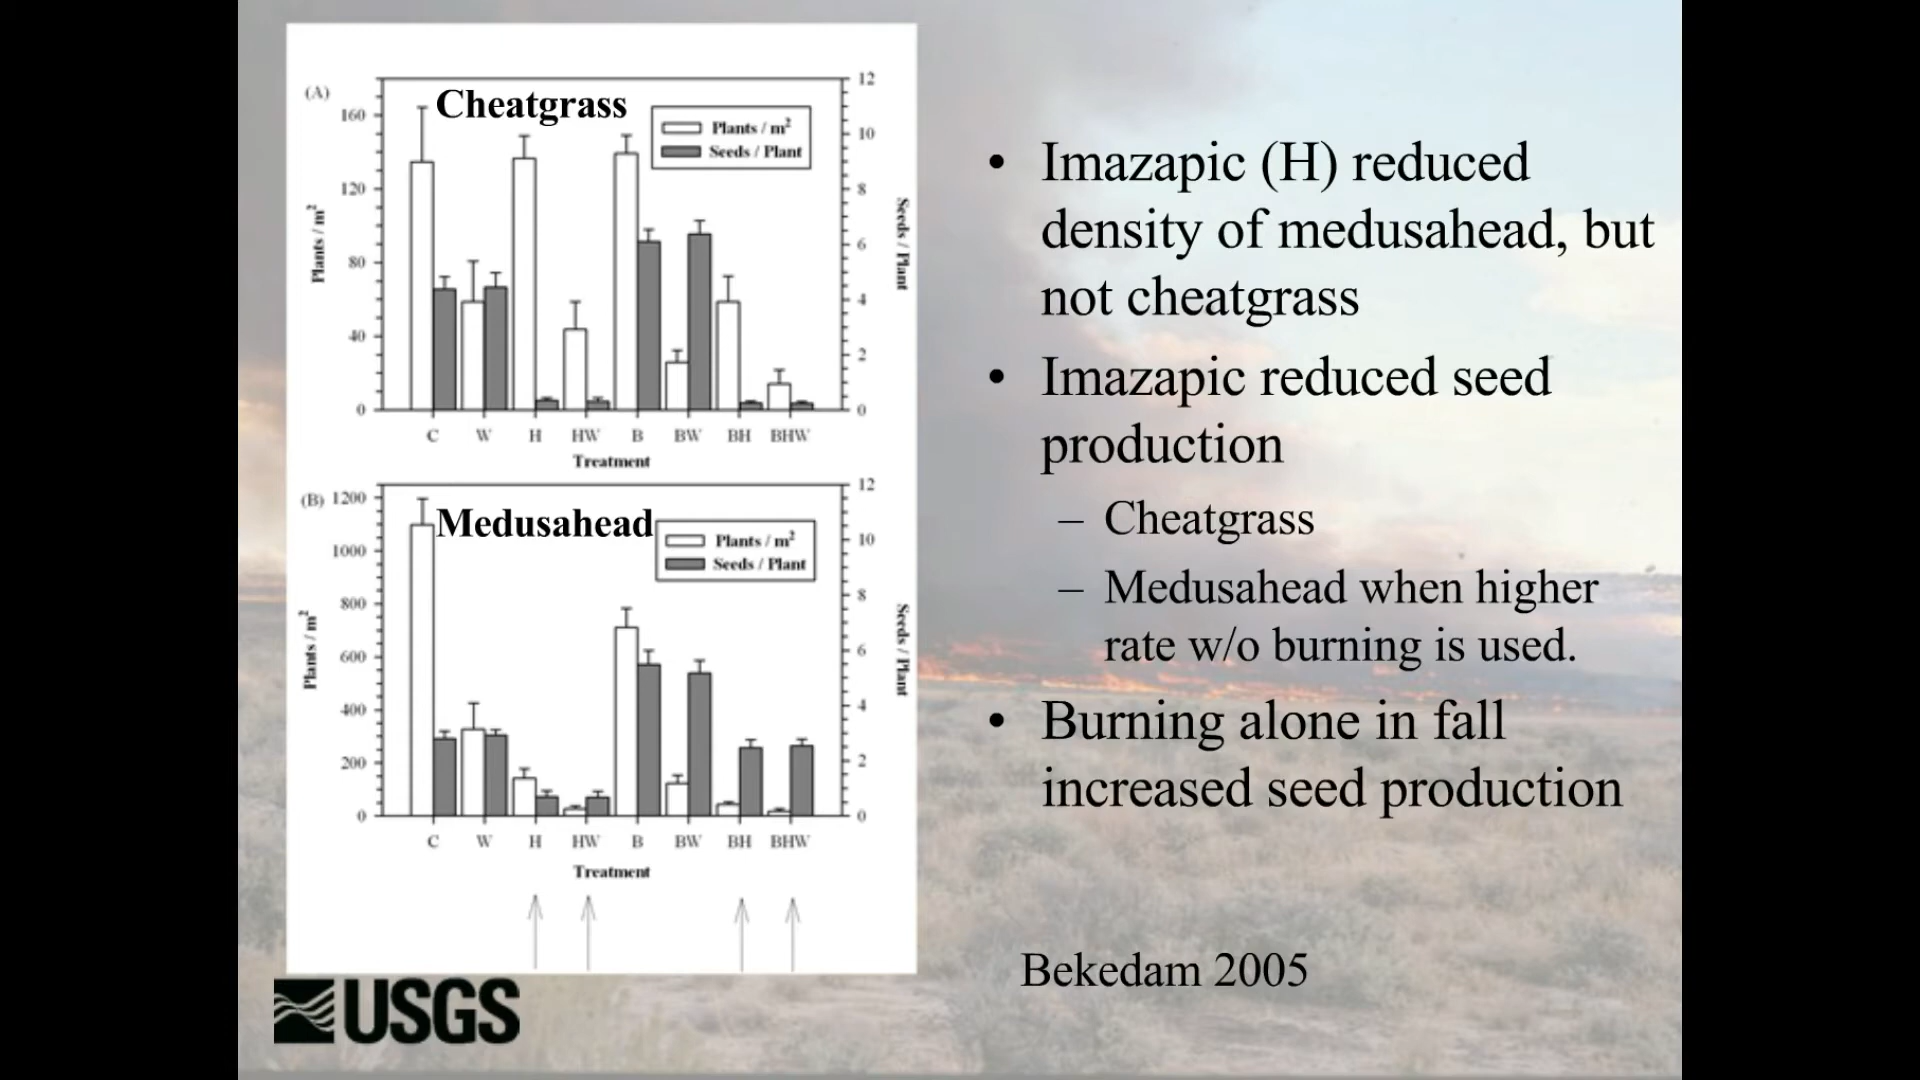 (A)
Cheatgrass
Plants / m2
Seeds / Plant
160
120
80
40
0
12
10
8
6
4
2
0
Plants / m2
Seeds / Plant
C W H HW B BW BH BHW
Treatment
(B)
Medusahead
Plants / m2
Seeds / Plant
1200
1000
800
600
400
200
0
12
10
8
6
4
2
0
Plants / m2
Seeds / Plant
C W H HW B BW BH BHW
Treatment
USGS
• Imazapic (H) reduced
density of medusahead, but
not cheatgrass
• Imazapic reduced seed
production
– Cheatgrass
– Medusahead when higher
rate w/o burning is used.
• Burning alone in fall
increased seed production
Bekedam 2005